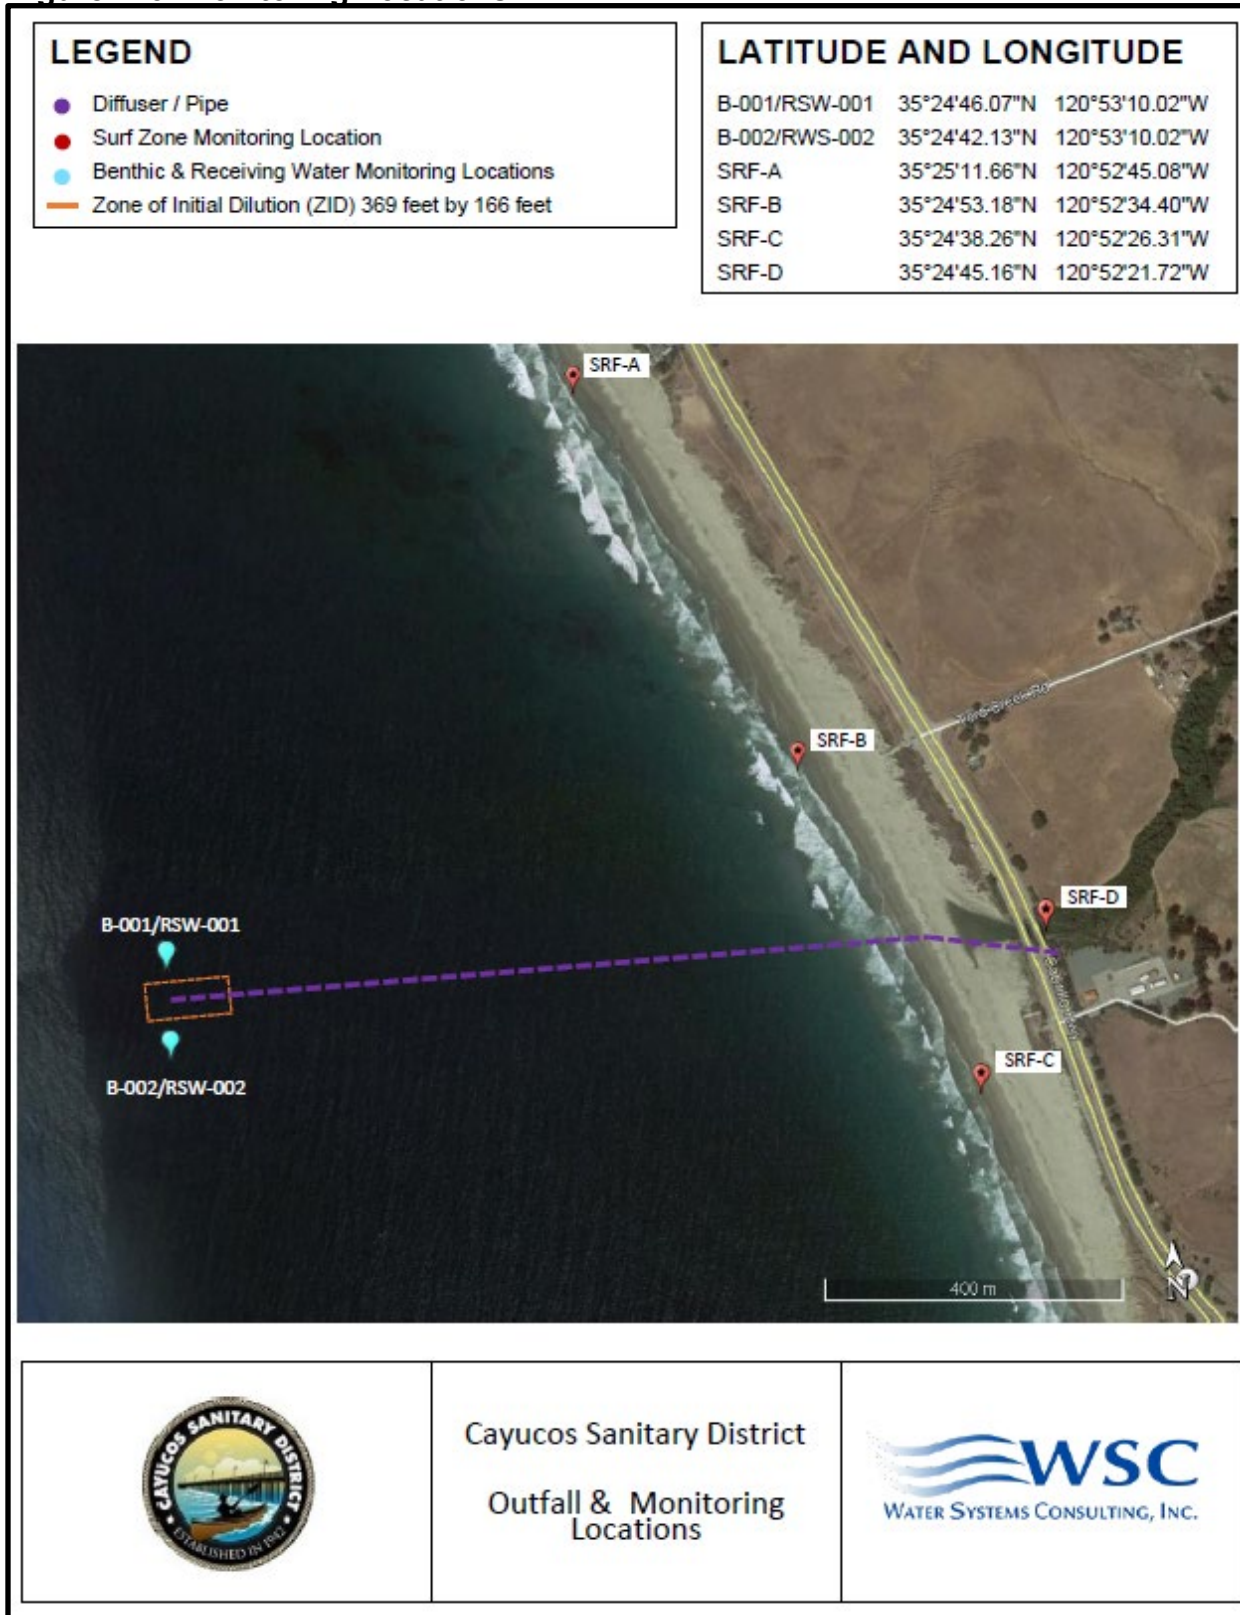 LEGEND
Diffuser / Pipe
Surf Zone Monitoring Location
Benthic & Receiving Water Monitoring Locations
Zone of Initial Dilution (ZID) 369 feet by 166 feet
LATITUDE AND LONGITUDE
B-001/RSW-001 35°24'46.07"N 120°53'10.02"W
B-002/RWS-002 35°24'42.13"N 120°53'10.02"W
SRF-A 35°25'11.66"N 120°52'45.08"W
SRF-B 35°24'53.18"N 120°52'34.40"W
SRF-C 35°24'38.26"N 120°52'26.31"W
SRF-D 35°24'45.16"N 120°52'21.72"W
SRF-A
Toro Creek Rd
SRF-B
SRF-D
B-001/RSW-001
SRF-C
B-002/RSW-002
400 m
N
CAYUCOS SANITARY DISTRICT
ESTABLISHED IN 1942
Cayucos Sanitary District
Outfall & Monitoring
Locations
WSC
WATER SYSTEMS CONSULTING, INC.